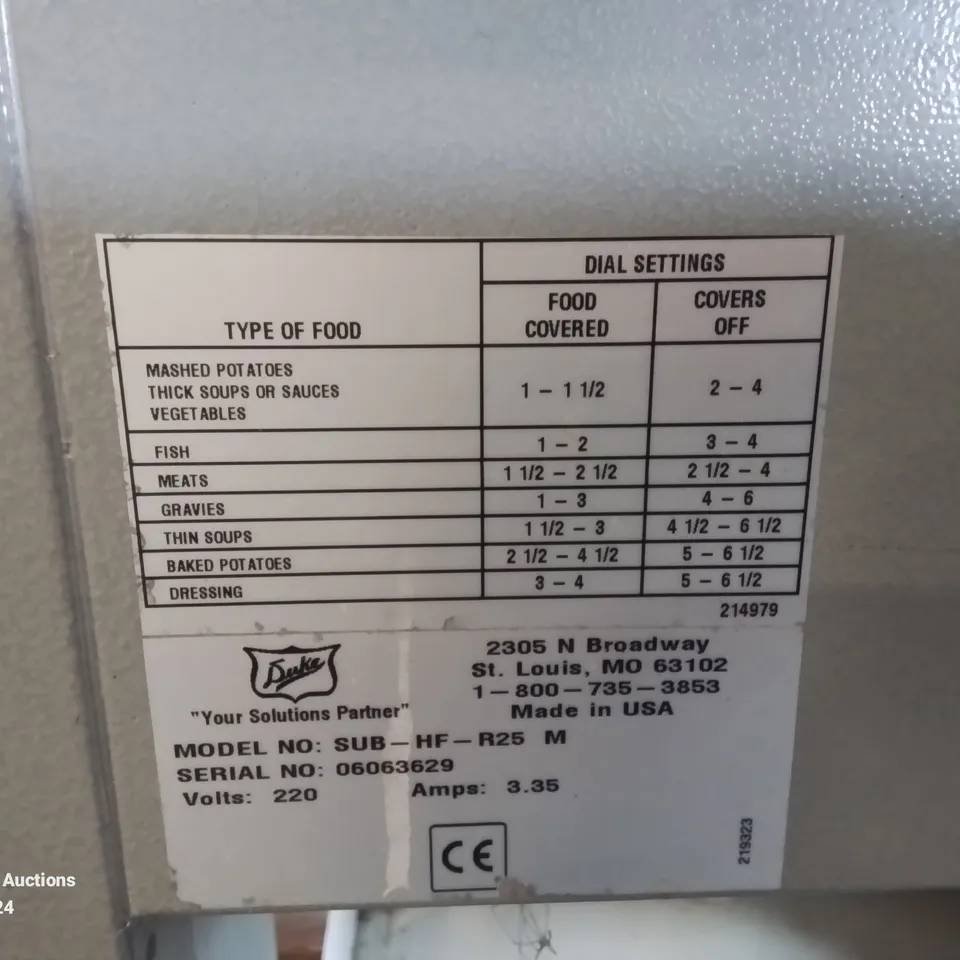 DIAL SETTINGS
TYPE OF FOOD
FOOD COVERED
COVERS OFF
MASHED POTATOES
THICK SOUPS OR SAUCES
VEGETABLES
1 – 1 1/2
2 – 4
FISH
1 – 2
3 – 4
MEATS
1 1/2 – 2 1/2
2 1/2 – 4
GRAVIES
1 – 3
4 – 6
THIN SOUPS
1 1/2 – 3
4 1/2 – 6 1/2
BAKED POTATOES
2 1/2 – 4 1/2
5 – 6 1/2
DRESSING
3 – 4
5 – 6 1/2
214979
Duke
"Your Solutions Partner"
2305 N Broadway
St. Louis, MO 63102
1–800–735–3853
Made in USA
MODEL NO: SUB–HF–R25 M
SERIAL NO: 06063629
Volts: 220 Amps: 3.35
CE
219323
Auctions
24